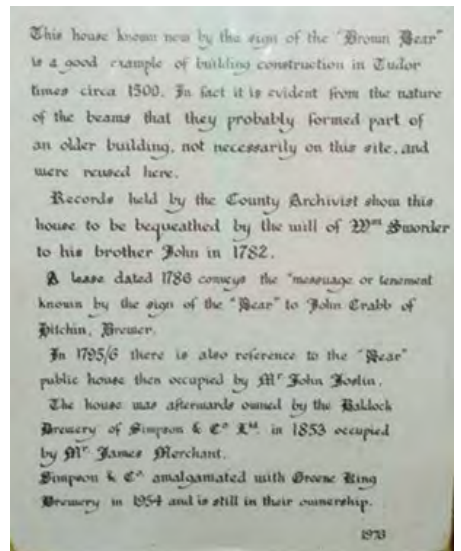 This house known now by the sign of the "Brown Bear"
is a good example of building construction in Tudor
times circa 1500. In fact it is evident from the nature
of the beams that they probably formed part of
an older building, not necessarily on this site, and
were reused here.
Records held by the County Archivist show this
house to be bequeathed by the will of Wm Sworder
to his brother John in 1782.
A lease dated 1786 conveys the "messuage or tenement
known by the sign of the "Bear" to John Crabb of
Hitchin, Brewer.
In 1795/6 there is also reference to the "Bear"
public house then occupied by Mr John Joslin.
The house was afterwards owned by the Baldock
Brewery of Simpson & Co Ltd. in 1853 occupied
by Mr. James Merchant.
Simpson & Co. amalgamated with Greene King
Brewery in 1954 and is still in their ownership.